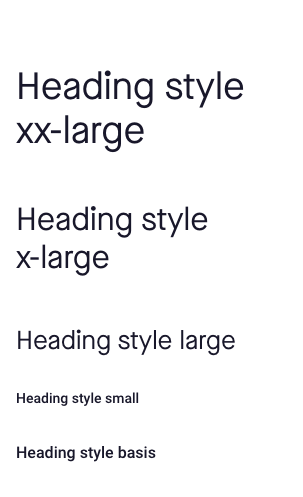 Heading style
xx-large
Heading style
x-large
Heading style large
Heading style small
Heading style basis